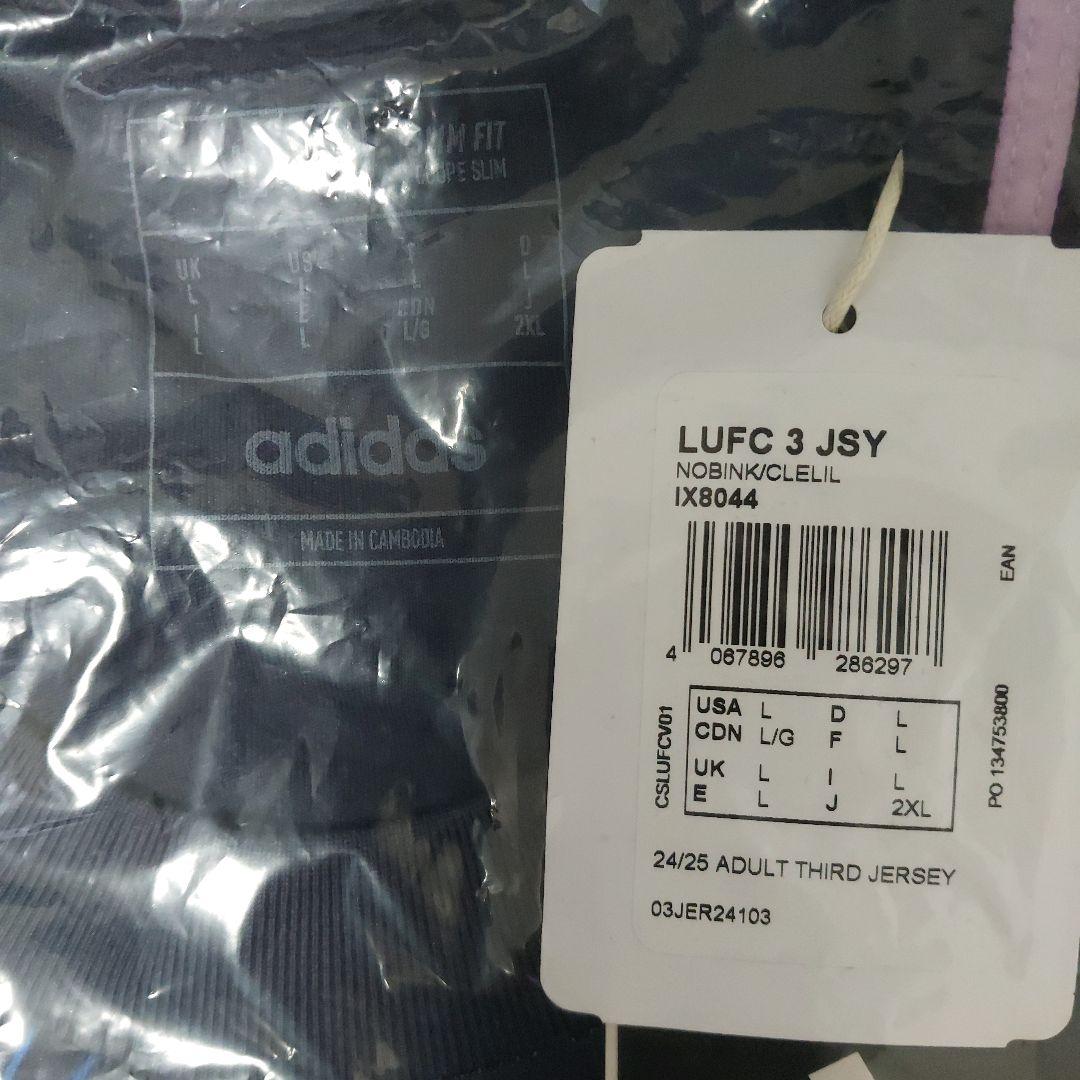 FIT
SLIM
UK
L
I
L
US
L
E
L
L
CDN
L/G
D
L
J
2XL
adidas
MADE IN CAMBODIA
LUFC 3 JSY
NOBINK/CLELIL
IX8044
4 067896 286297
EAN
CSLUFCV01
PO 134753800
USA L D L
CDN L/G F L
UK L I L
E L J 2XL
24/25 ADULT THIRD JERSEY
03JER24103